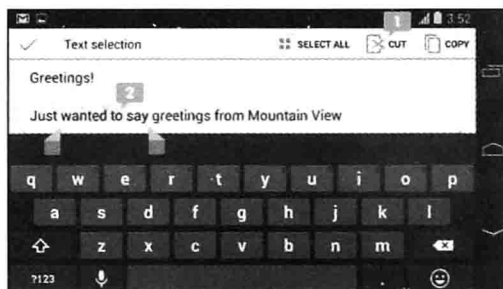 1 3:52
Text selection SELECT ALL CUT COPY
Greetings!
2
Just wanted to say greetings from Mountain View
q w e r t y u i o p
a s d f g h j k l
z x c v b n m
?123 .